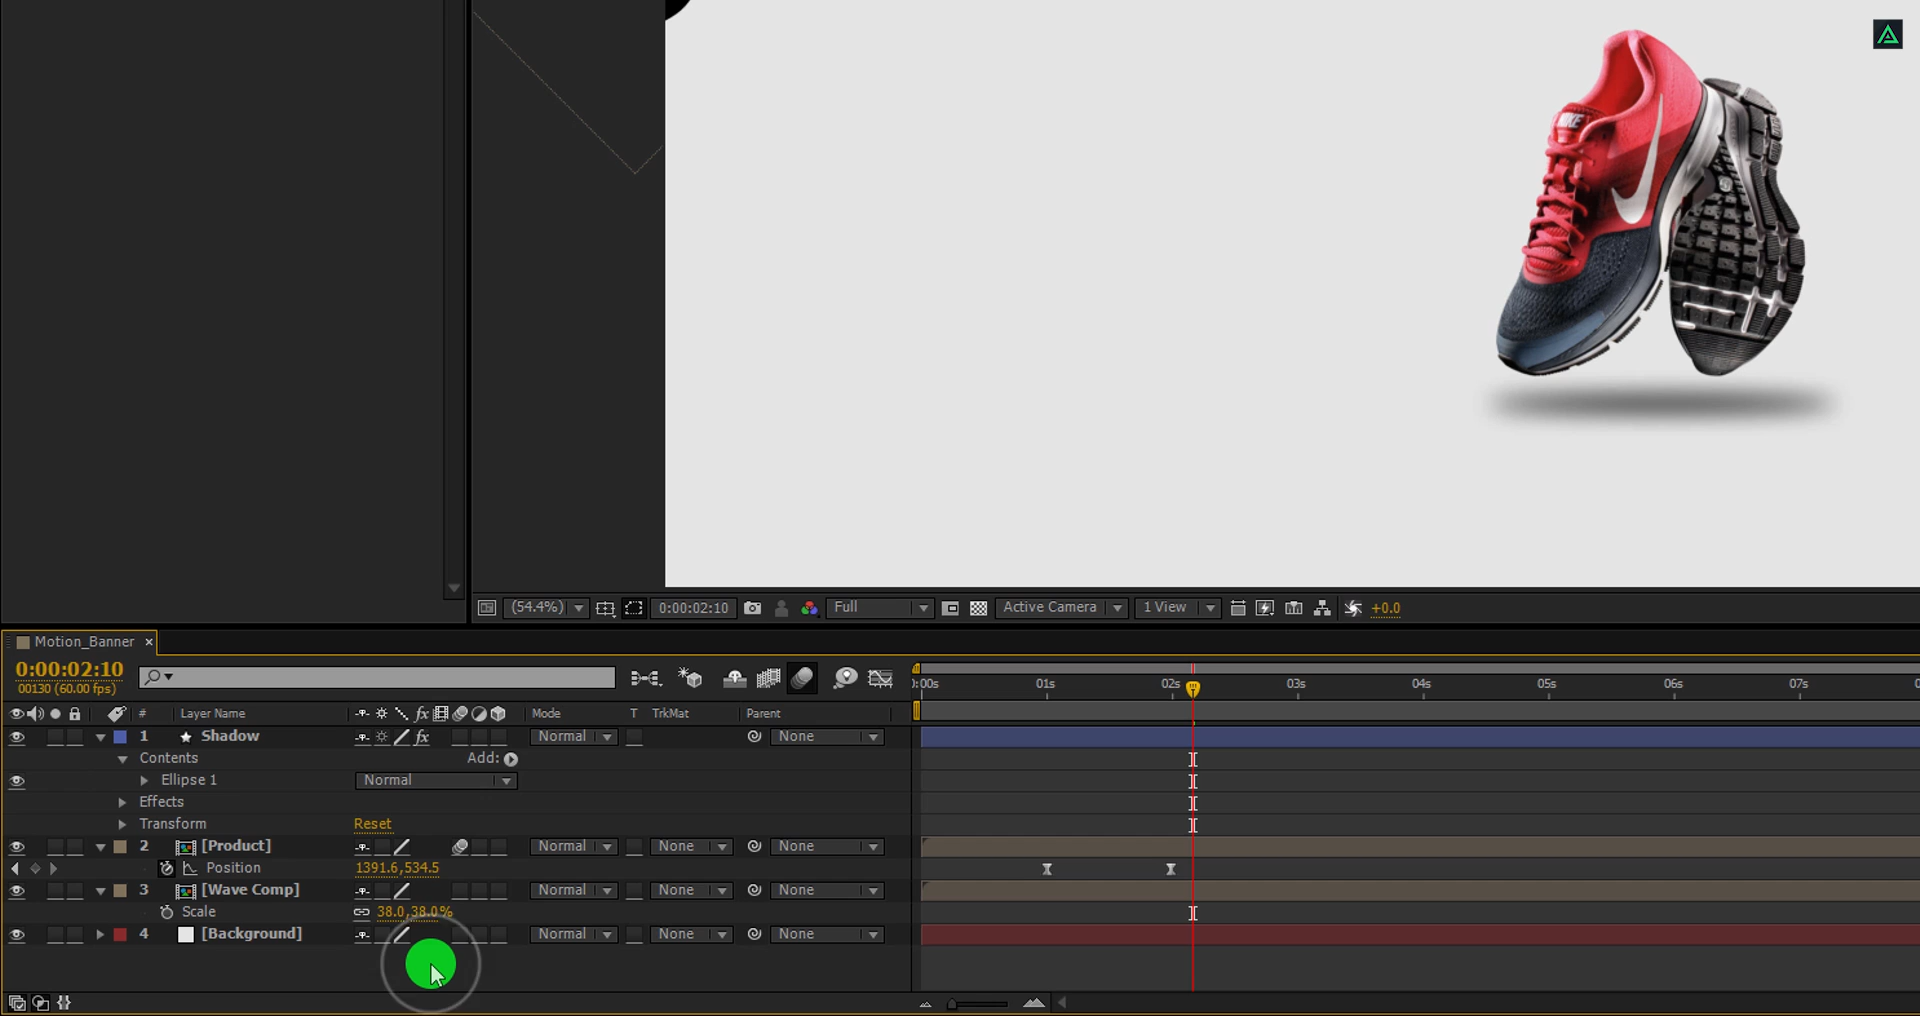 NIKE
(54.4%)
0:00:02:10
Full
Active Camera
1 View
+0.0
Motion_Banner ×
0:00:02:10
00130 (60.00 fps)
:00s 01s 02s 03s 04s 05s 06s 07s
# Layer Name fx Mode T TrkMat Parent
1 Shadow fx Normal None
Contents Add:
Ellipse 1 Normal
Effects
Transform Reset
2 [Product] Normal None None
Position 1391.6,534.5
3 [Wave Comp] Normal None None
Scale 38.0,38.0%
4 [Background] Normal None None